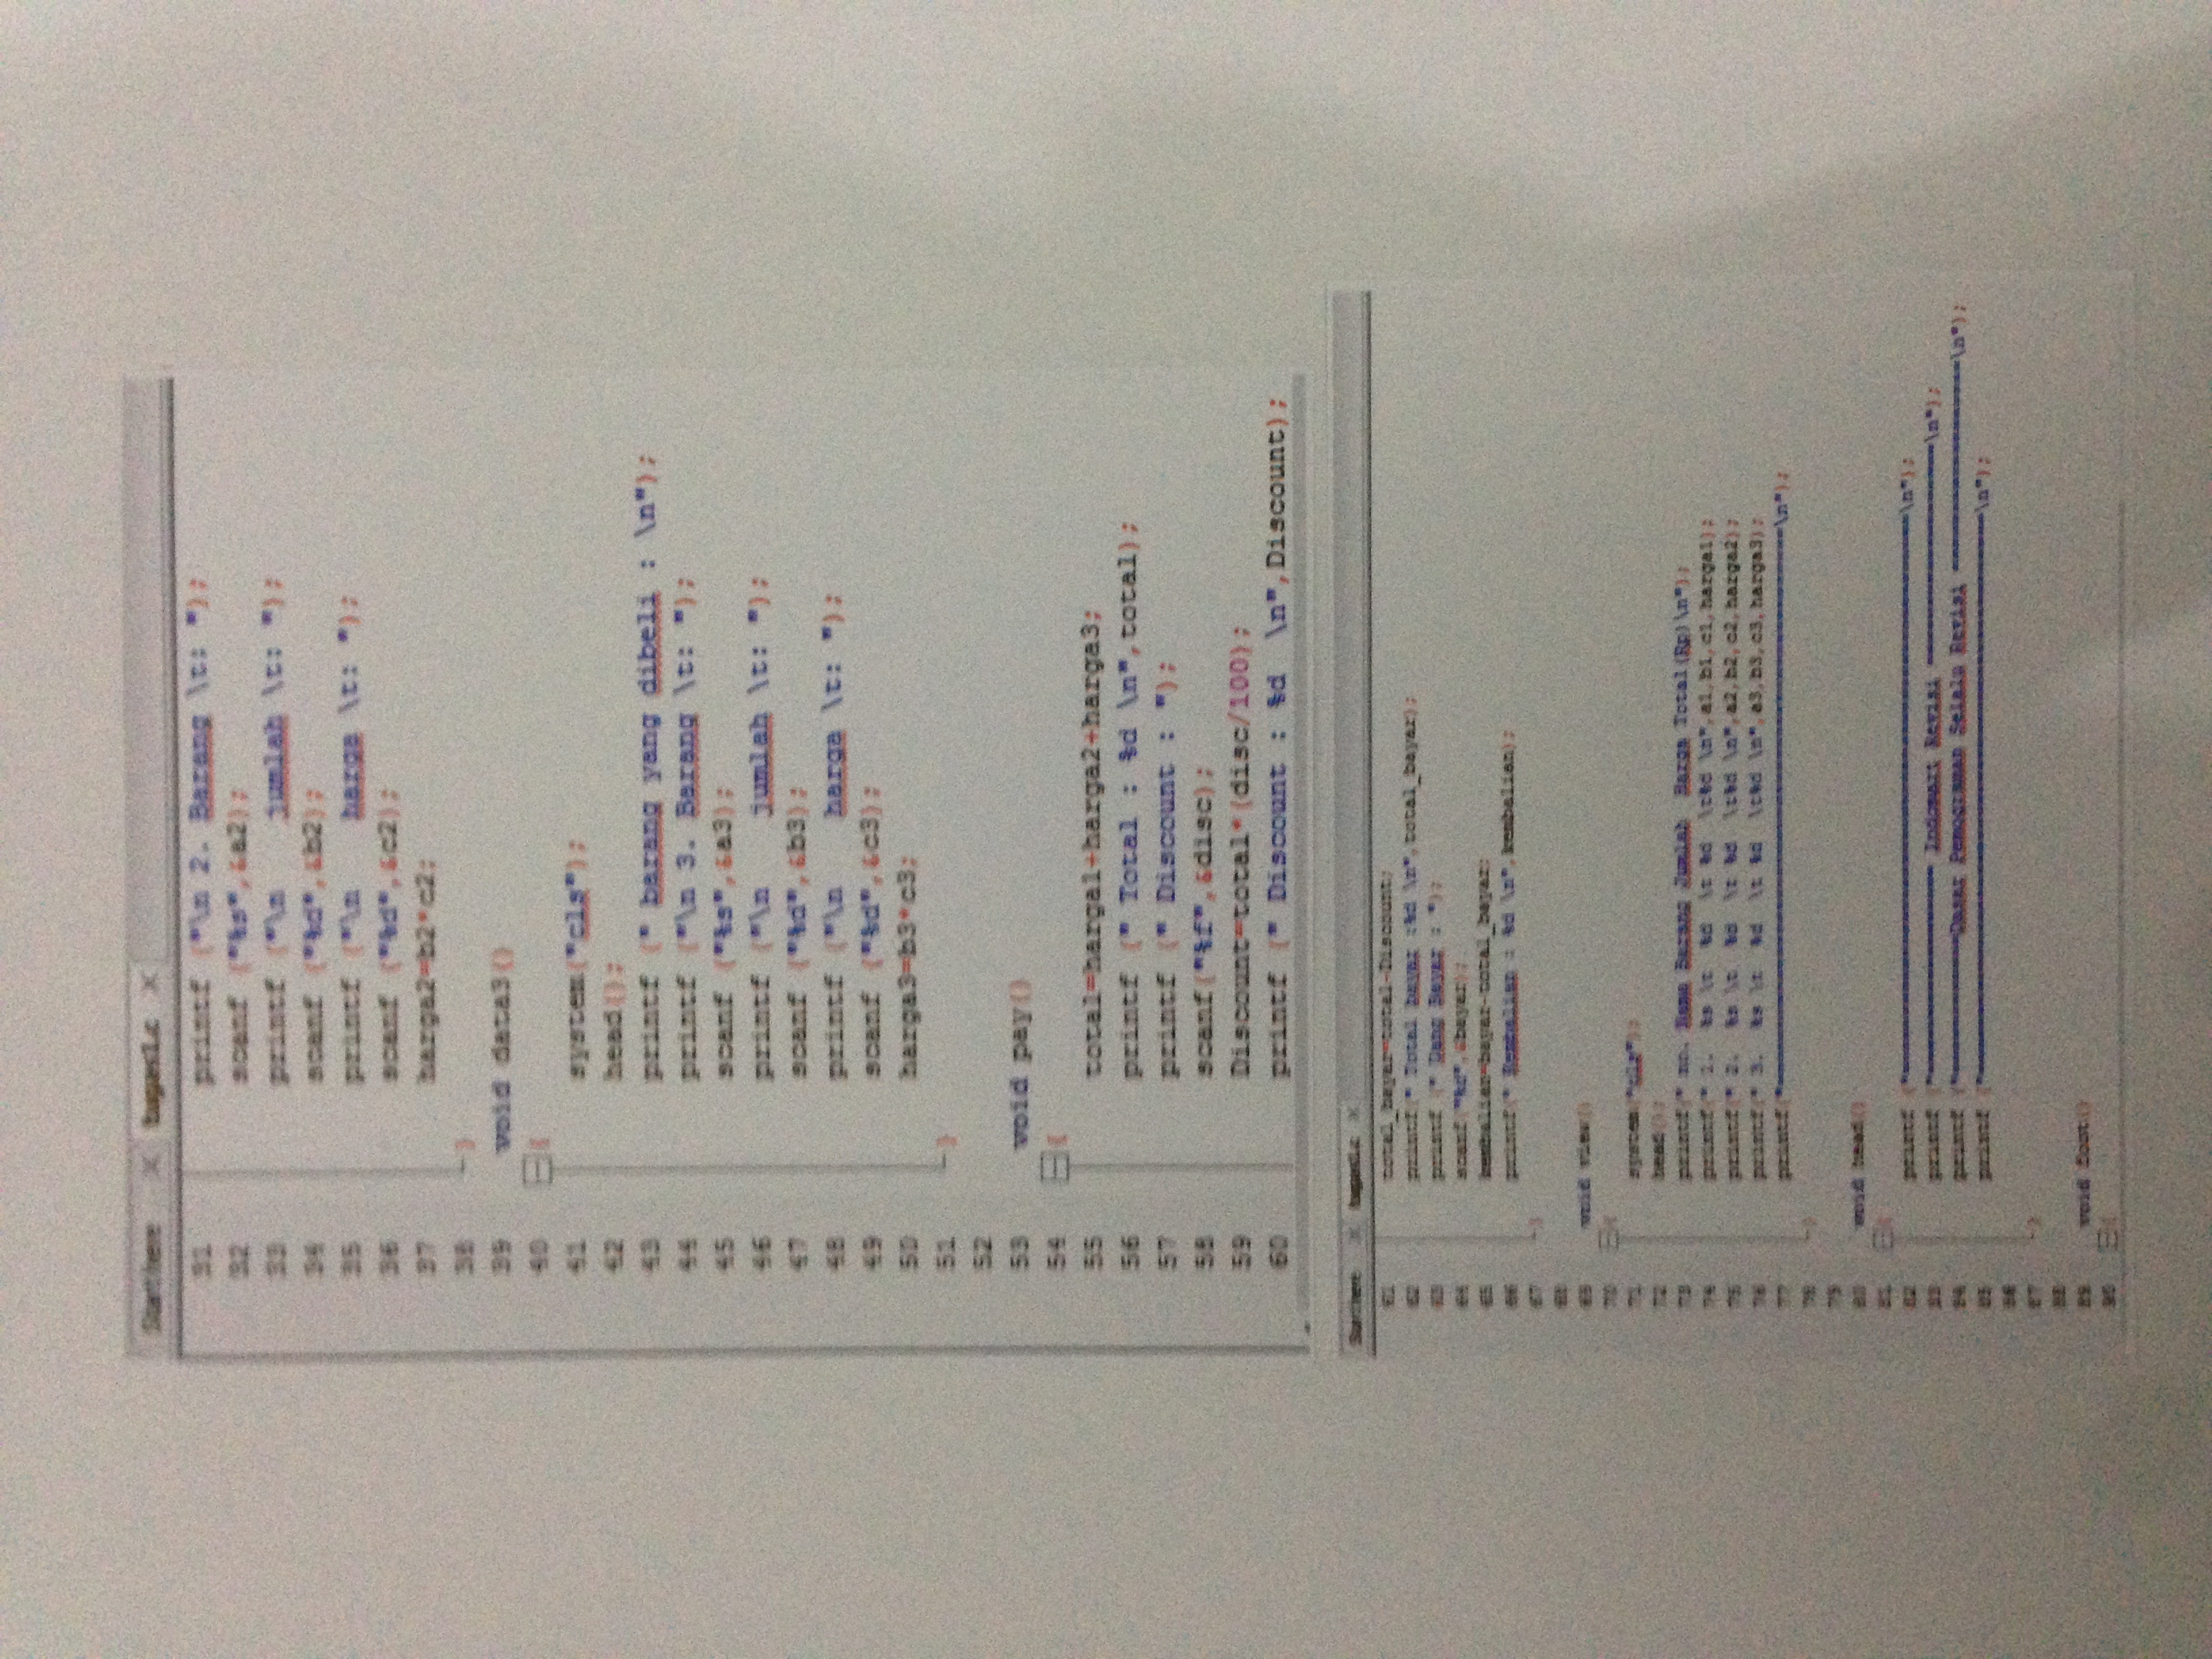 Start here X tugas1.c X
31 printf ("\n 2. Barang \t: ");
32 scanf ("%s",&a2);
33 printf ("\n    jumlah \t: ");
34 scanf ("%d",&b2);
35 printf ("\n    harga \t: ");
36 scanf ("%d",&c2);
37 harga2=b2*c2;
38 }
39 void data3()
40 {
41 system("cls");
42 head();
43 printf (" barang yang dibeli : \n");
44 printf ("\n 3. Barang \t: ");
45 scanf ("%s",&a3);
46 printf ("\n    jumlah \t: ");
47 scanf ("%d",&b3);
48 printf ("\n    harga \t: ");
49 scanf ("%d",&c3);
50 harga3=b3*c3;
51 }
52
53 void pay()
54 {
55 total=harga1+harga2+harga3;
56 printf (" Total : %d \n",total);
57 printf (" Discount : ");
58 scanf("%f",&disc);
59 Discount=total*(disc/100);
60 printf (" Discount : %d  \n",Discount);
Start here X tugas1.c X
61 total_bayar=total-Discount;
62 printf(" Total bayar :%d \n",total_bayar);
63 printf (" Uang Bayar : ");
64 scanf("%d",&bayar);
65 kembalian=bayar-total_bayar;
66 printf(" Kembalian : %d \n",kembalian);
67 }
68
69 void view()
70 {
71 system("cls");
72 head();
73 printf(" no. Nama Barang Jumlah  Harga Total(Rp)\n");
74 printf(" 1.  %s \t  %d  \t %d  \t%d \n",a1,b1,c1,harga1);
75 printf(" 2.  %s \t  %d  \t %d  \t%d \n",a2,b2,c2,harga2);
76 printf(" 3.  %s \t  %d  \t %d  \t%d \n",a3,b3,c3,harga3);
77 printf("\n");
78 }
79
80 void head()
81 {
82 printf ("\n");
83 printf (" Indomart Revisi \n");
84 printf ("Dasar Pemograman Selalu Revisi \n");
85 printf ("\n");
86
87 }
88
89 void foot()
90 {